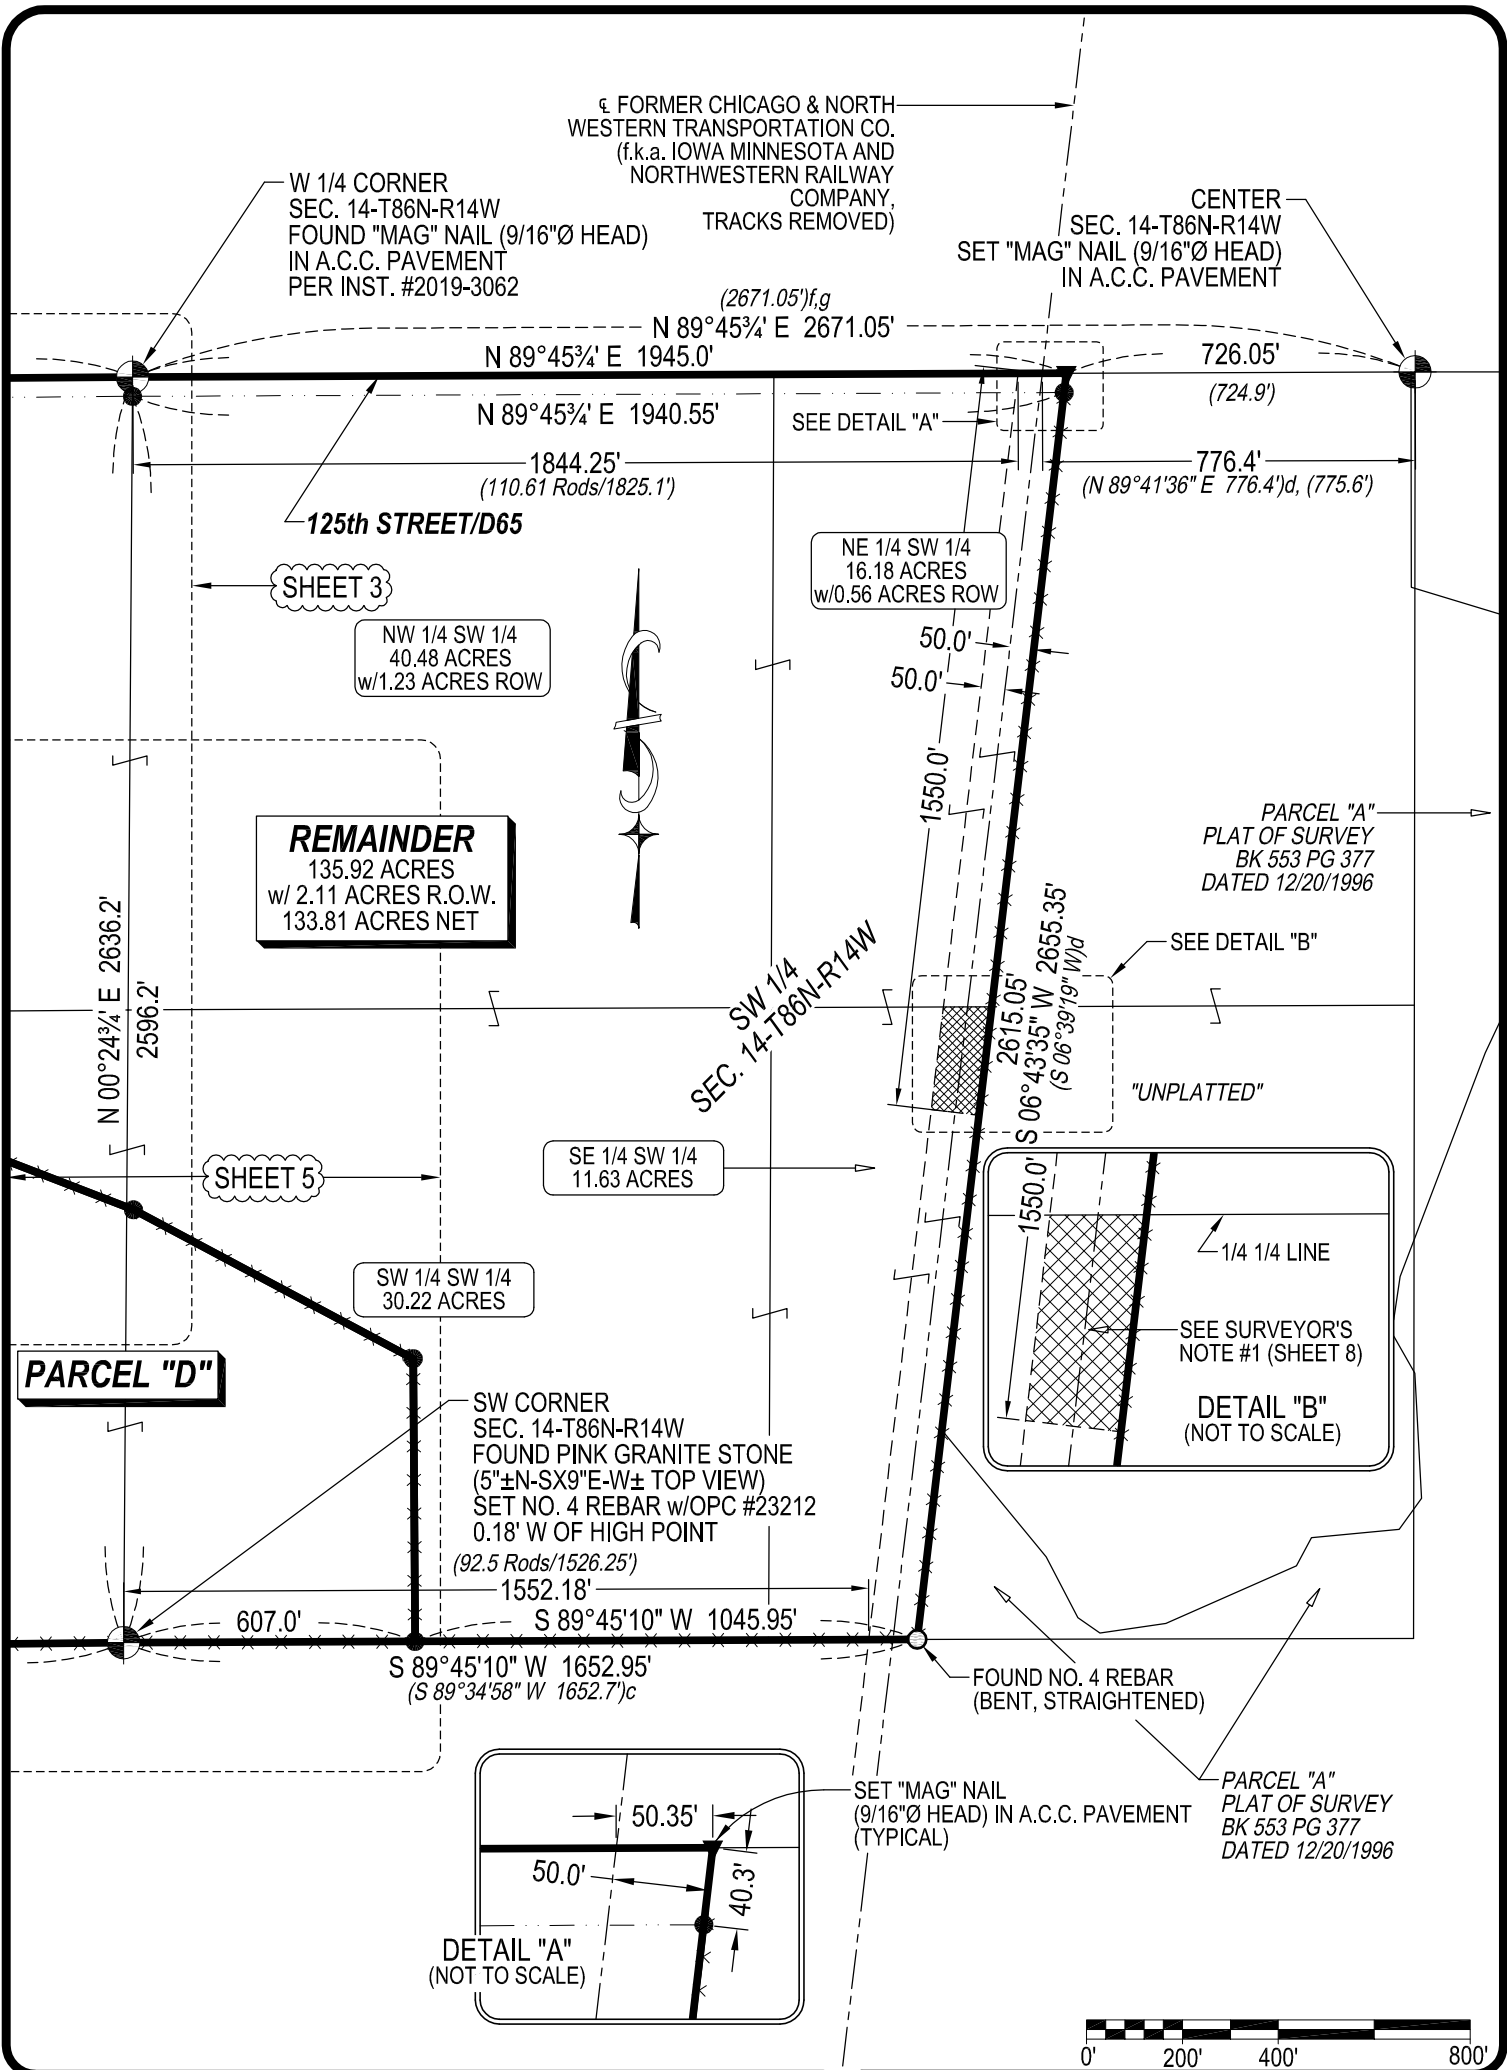 ℄ FORMER CHICAGO & NORTH
WESTERN TRANSPORTATION CO.
(f.k.a. IOWA MINNESOTA AND
NORTHWESTERN RAILWAY
COMPANY,
TRACKS REMOVED)
W 1/4 CORNER
SEC. 14-T86N-R14W
FOUND "MAG" NAIL (9/16"Ø HEAD)
IN A.C.C. PAVEMENT
PER INST. #2019-3062
CENTER
SEC. 14-T86N-R14W
SET "MAG" NAIL (9/16"Ø HEAD)
IN A.C.C. PAVEMENT
(2671.05')f,g
N 89°45¾' E 2671.05'
N 89°45¾' E 1945.0'
726.05'
(724.9')
N 89°45¾' E 1940.55'
SEE DETAIL "A"
1844.25'
(110.61 Rods/1825.1')
776.4'
(N 89°41'36" E 776.4')d, (775.6')
125th STREET/D65
SHEET 3
NE 1/4 SW 1/4
16.18 ACRES
w/0.56 ACRES ROW
NW 1/4 SW 1/4
40.48 ACRES
w/1.23 ACRES ROW
50.0'
50.0'
1550.0'
REMAINDER
135.92 ACRES
w/ 2.11 ACRES R.O.W.
133.81 ACRES NET
PARCEL "A"
PLAT OF SURVEY
BK 553 PG 377
DATED 12/20/1996
N 00°24¾' E 2636.2'
2596.2'
SW 1/4
SEC. 14-T86N-R14W
2615.05'
S 06°43'35" W 2655.35'
(S 06°39'19" W)d
SEE DETAIL "B"
"UNPLATTED"
SHEET 5
SE 1/4 SW 1/4
11.63 ACRES
SW 1/4 SW 1/4
30.22 ACRES
1550.0'
1/4 1/4 LINE
SEE SURVEYOR'S
NOTE #1 (SHEET 8)
DETAIL "B"
(NOT TO SCALE)
PARCEL "D"
SW CORNER
SEC. 14-T86N-R14W
FOUND PINK GRANITE STONE
(5"±N-SX9"E-W± TOP VIEW)
SET NO. 4 REBAR w/OPC #23212
0.18' W OF HIGH POINT
(92.5 Rods/1526.25')
1552.18'
607.0'
S 89°45'10" W 1045.95'
S 89°45'10" W 1652.95'
(S 89°34'58" W 1652.7')c
FOUND NO. 4 REBAR
(BENT, STRAIGHTENED)
50.35'
50.0'
40.3'
DETAIL "A"
(NOT TO SCALE)
SET "MAG" NAIL
(9/16"Ø HEAD) IN A.C.C. PAVEMENT
(TYPICAL)
PARCEL "A"
PLAT OF SURVEY
BK 553 PG 377
DATED 12/20/1996
0' 200' 400' 800'